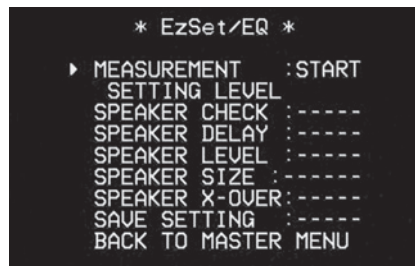 * EzSet/EQ *
MEASUREMENT :START
SETTING LEVEL
SPEAKER CHECK :-----
SPEAKER DELAY :-----
SPEAKER LEVEL :-----
SPEAKER SIZE :------
SPEAKER X-OVER:-----
SAVE SETTING :-----
BACK TO MASTER MENU